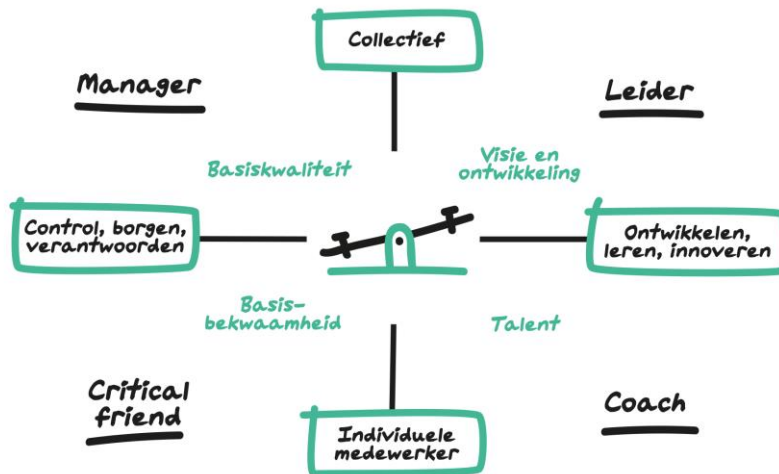 Collectief
Manager
Leider
Basiskwaliteit
Visie en
ontwikkeling
Control, borgen,
verantwoorden
Ontwikkelen,
leren, innoveren
Basis-
bekwaamheid
Talent
Critical
friend
Individuele
medewerker
Coach